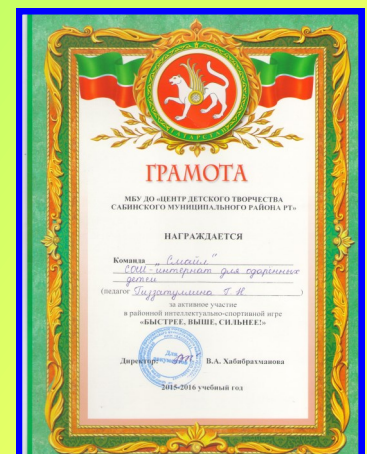 ТАТАРСТАН
ГРАМОТА
МБУ ДО «ЦЕНТР ДЕТСКОГО ТВОРЧЕСТВА
САБИНСКОГО МУНИЦИПАЛЬНОГО РАЙОНА РТ»
НАГРАЖДАЕТСЯ
Команда "Смайл"
СОШ-интернат для одаренных
детей
(педагог Гиззатуллина Г.Н )
за активное участие
в районной интеллектуально-спортивной игре
«БЫСТРЕЕ, ВЫШЕ, СИЛЬНЕЕ!»
Директор: В.А. Хабибрахманова
2015-2016 учебный год